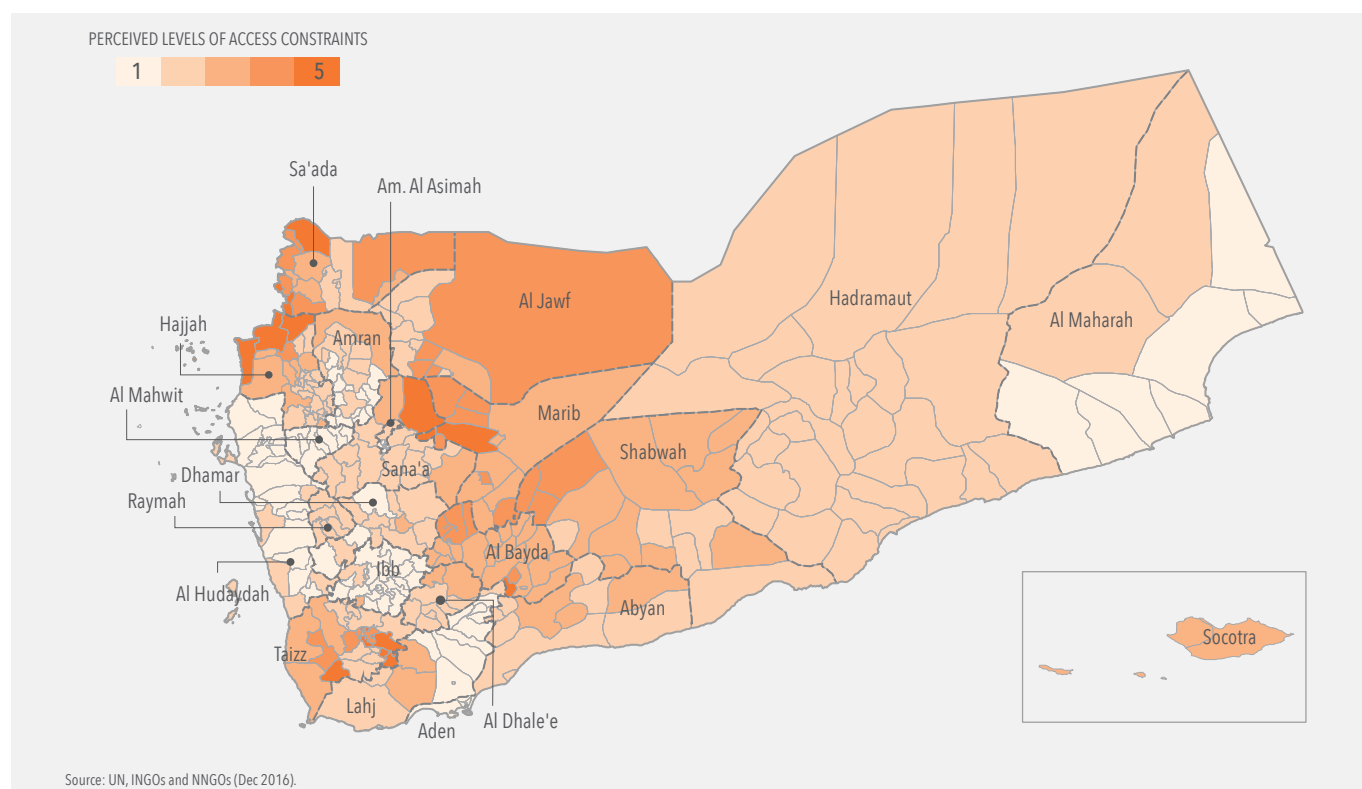 PERCEIVED LEVELS OF ACCESS CONSTRAINTS
1 5
Sa'ada
Am. Al Asimah
Al Jawf
Hadramaut
Al Maharah
Hajjah
Amran
Al Mahwit
Marib
Shabwah
Dhamar
Sana'a
Raymah
Al Bayda
Ibb
Al Hudaydah
Abyan
Socotra
Taizz
Lahj
Al Dhale'e
Aden
Source: UN, INGOs and NNGOs (Dec 2016).